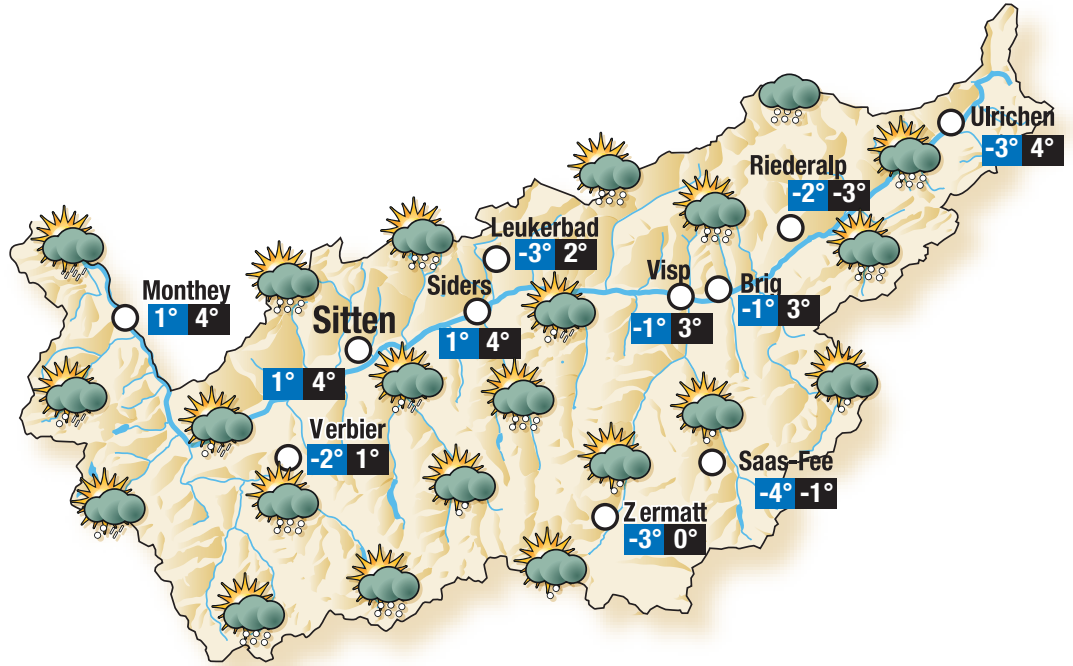 Ulrichen
-3° 4°
Riederalp
-2° -3°
Leukerbad
-3° 2°
Visp
-1° 3°
Brig
-1° 3°
Monthey
1° 4°
Siders
1° 4°
Sitten
1° 4°
Verbier
-2° 1°
Saas-Fee
-4° -1°
Zermatt
-3° 0°